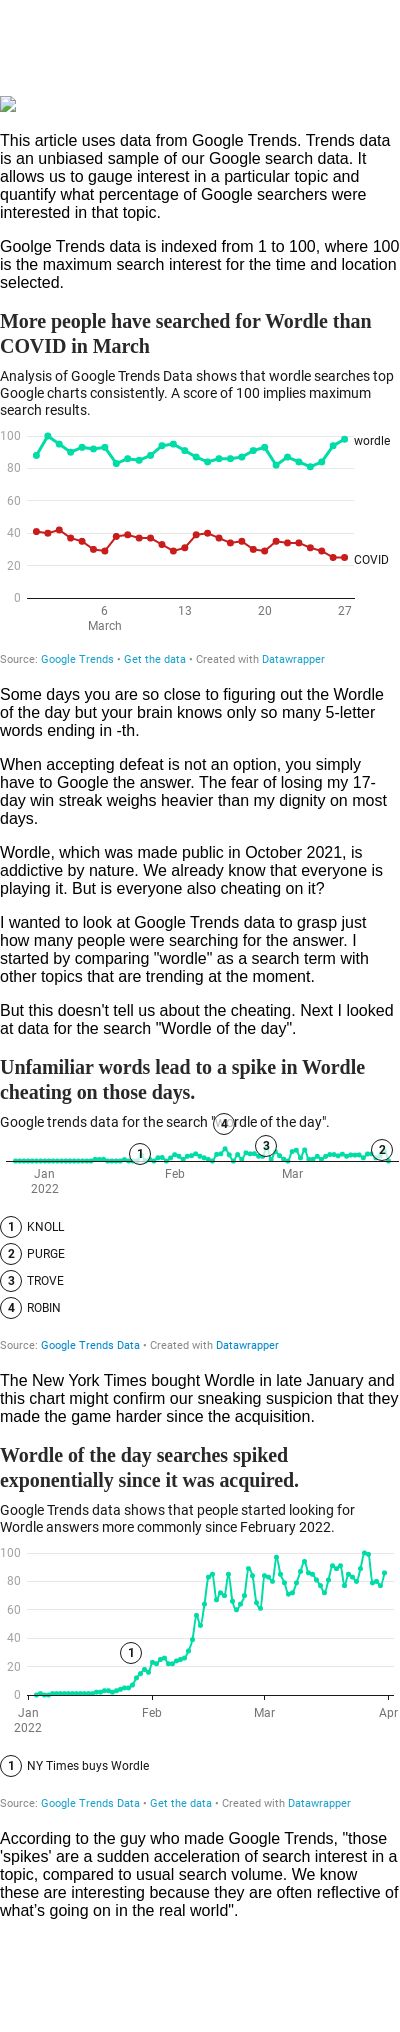 This article uses data from Google Trends. Trends data
is an unbiased sample of our Google search data. It
allows us to gauge interest in a particular topic and
quantify what percentage of Google searchers were
interested in that topic.
Goolge Trends data is indexed from 1 to 100, where 100
is the maximum search interest for the time and location
selected.
More people have searched for Wordle than
COVID in March
Analysis of Google Trends Data shows that wordle searches top
Google charts consistently. A score of 100 implies maximum
search results.
100
wordle
80
60
40
COVID
20
0
6 13 20 27
March
Source: Google Trends • Get the data • Created with Datawrapper
Some days you are so close to figuring out the Wordle
of the day but your brain knows only so many 5-letter
words ending in -th.
When accepting defeat is not an option, you simply
have to Google the answer. The fear of losing my 17-
day win streak weighs heavier than my dignity on most
days.
Wordle, which was made public in October 2021, is
addictive by nature. We already know that everyone is
playing it. But is everyone also cheating on it?
I wanted to look at Google Trends data to grasp just
how many people were searching for the answer. I
started by comparing "wordle" as a search term with
other topics that are trending at the moment.
But this doesn't tell us about the cheating. Next I looked
at data for the search "Wordle of the day".
Unfamiliar words lead to a spike in Wordle
cheating on those days.
Google trends data for the search "Wordle of the day".
4
1 3 2
Jan Feb Mar
2022
1 KNOLL
2 PURGE
3 TROVE
4 ROBIN
Source: Google Trends Data • Created with Datawrapper
The New York Times bought Wordle in late January and
this chart might confirm our sneaking suspicion that they
made the game harder since the acquisition.
Wordle of the day searches spiked
exponentially since it was acquired.
Google Trends data shows that people started looking for
Wordle answers more commonly since February 2022.
100
80
60
40
1
20
0
Jan Feb Mar Apr
2022
1 NY Times buys Wordle
Source: Google Trends Data • Get the data • Created with Datawrapper
According to the guy who made Google Trends, "those
'spikes' are a sudden acceleration of search interest in a
topic, compared to usual search volume. We know
these are interesting because they are often reflective of
what’s going on in the real world".